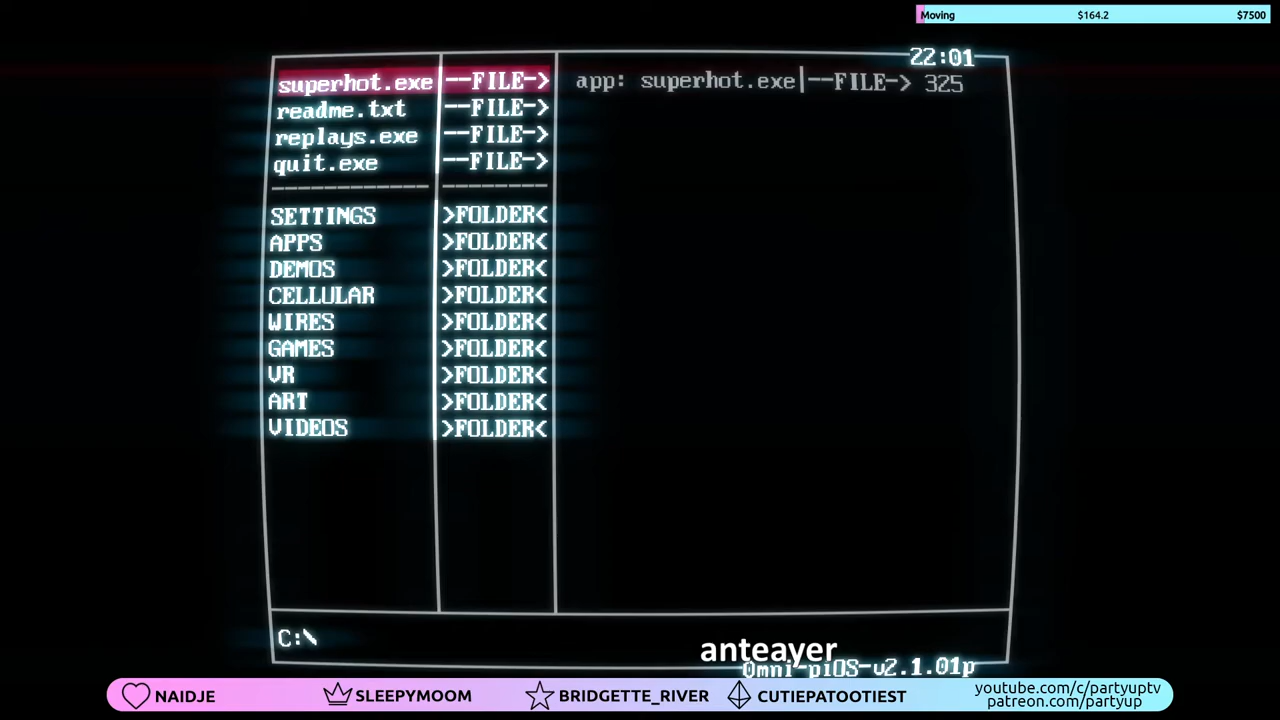 Moving $164.2 $7500
22:01
superhot.exe --FILE-> app: superhot.exe|--FILE-> 325
readme.txt --FILE->
replays.exe --FILE->
quit.exe --FILE->
------------- --------
SETTINGS >FOLDER<
APPS >FOLDER<
DEMOS >FOLDER<
CELLULAR >FOLDER<
WIRES >FOLDER<
GAMES >FOLDER<
VR >FOLDER<
ART >FOLDER<
VIDEOS >FOLDER<
C:\
anteayer
Omni-piOS-v2.1.01p
NAIDJE SLEEPYMOOM BRIDGETTE_RIVER CUTIEPATOOTIEST
youtube.com/c/partyuptv
patreon.com/partyup